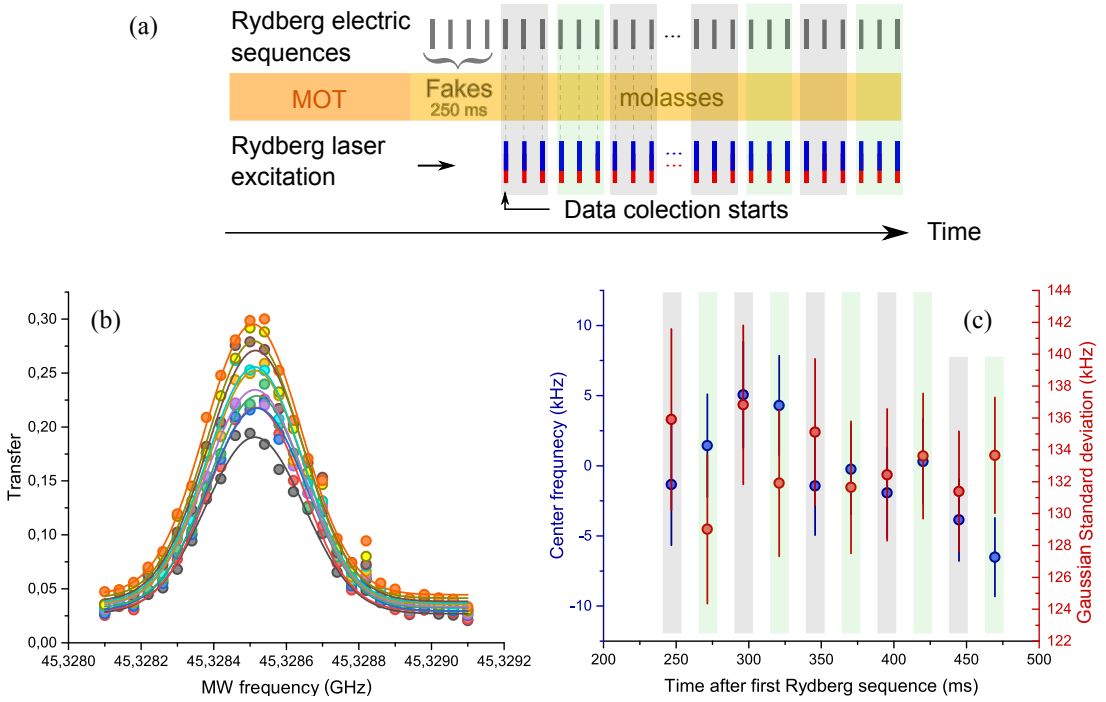 (a)
Rydberg electric
sequences
...
MOT
Fakes
250 ms
molasses
Rydberg laser
excitation
...
...
Data colection starts
Time
(b)
0,30
0,25
0,20
0,15
0,10
0,05
0,00
Transfer
45,3280
45,3282
45,3284
45,3286
45,3288
45,3290
45,3292
MW frequency (GHz)
(c)
10
5
0
-5
-10
Center frequnecy (kHz)
144
142
140
138
136
134
132
130
128
126
124
122
Gaussian Standard deviation (kHz)
200
250
300
350
400
450
500
Time after first Rydberg sequence (ms)